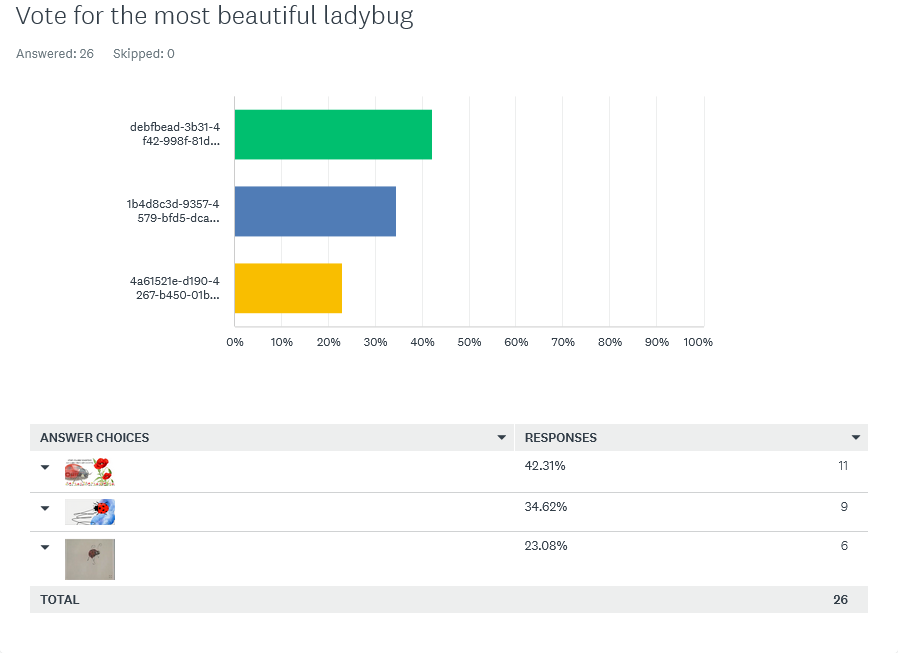 Vote for the most beautiful ladybug
Answered: 26 Skipped: 0
debfbead-3b31-4
f42-998f-81d...
1b4d8c3d-9357-4
579-bfd5-dca...
4a61521e-d190-4
267-b450-01b...
0% 10% 20% 30% 40% 50% 60% 70% 80% 90% 100%
ANSWER CHOICES RESPONSES
42.31% 11
34.62% 9
23.08% 6
TOTAL 26